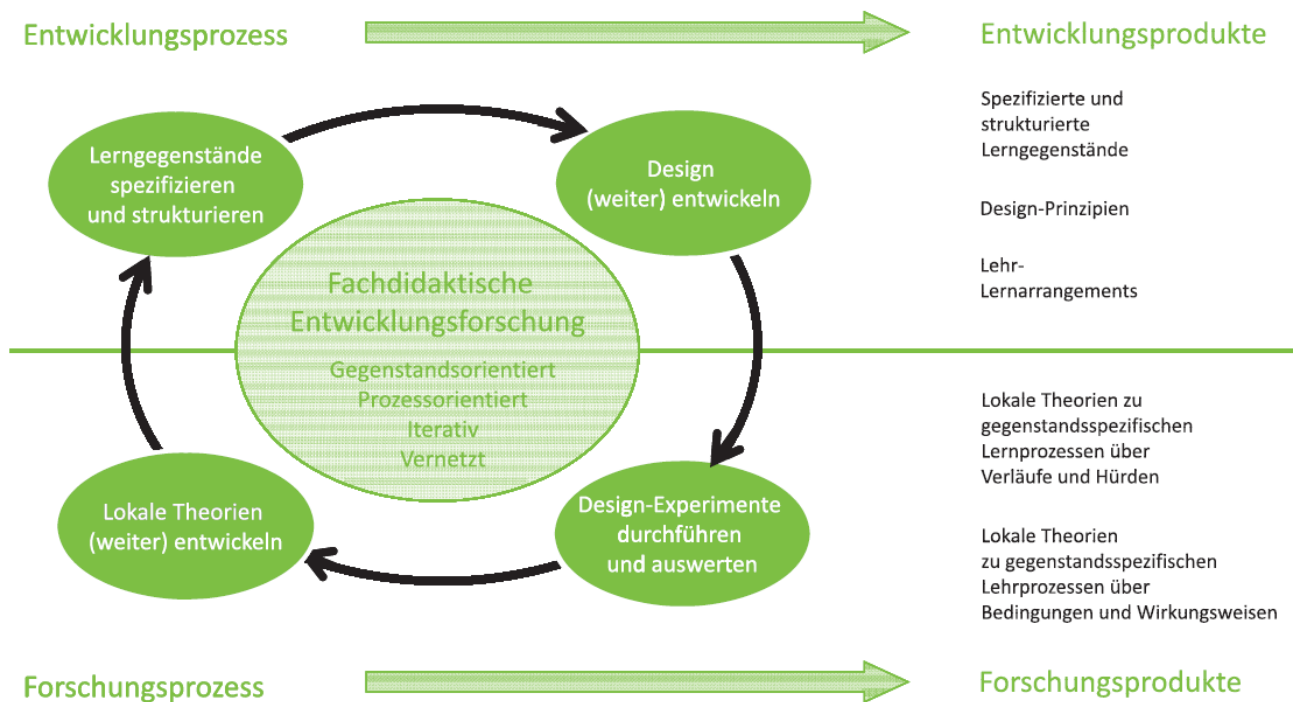 Entwicklungsprozess
Entwicklungsprodukte
Lerngegenstände
spezifizieren
und strukturieren
Design
(weiter) entwickeln
Fachdidaktische
Entwicklungsforschung
Gegenstandsorientiert
Prozessorientiert
Iterativ
Vernetzt
Lokale Theorien
(weiter) entwickeln
Design-Experimente
durchführen
und auswerten
Spezifizierte und
strukturierte
Lerngegenstände
Design-Prinzipien
Lehr-
Lernarrangements
Lokale Theorien zu
gegenstandsspezifischen
Lernprozessen über
Verläufe und Hürden
Lokale Theorien
zu gegenstandsspezifischen
Lehrprozessen über
Bedingungen und Wirkungsweisen
Forschungsprozess
Forschungsprodukte